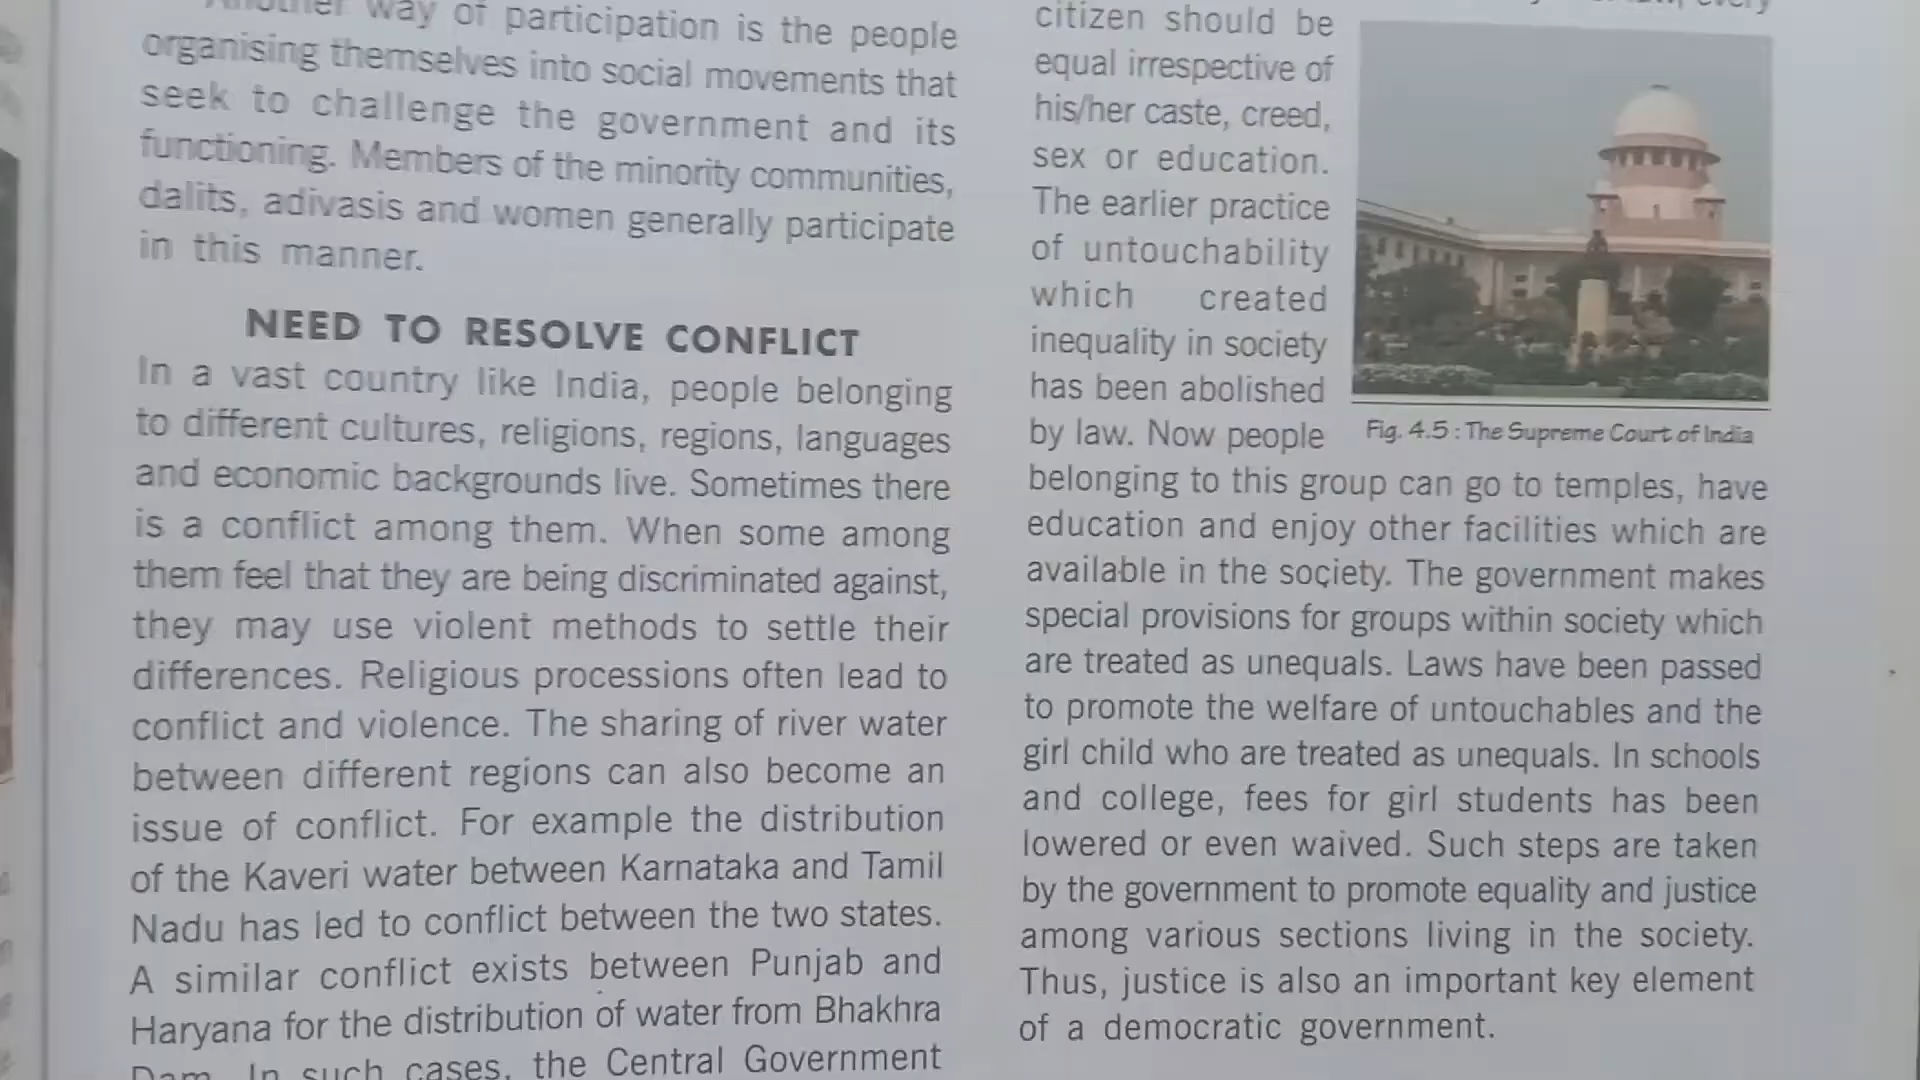 Another way of participation is the people
organising themselves into social movements that
seek to challenge the government and its
functioning. Members of the minority communities,
dalits, adivasis and women generally participate
in this manner.
NEED TO RESOLVE CONFLICT
In a vast country like India, people belonging
to different cultures, religions, regions, languages
and economic backgrounds live. Sometimes there
is a conflict among them. When some among
them feel that they are being discriminated against,
they may use violent methods to settle their
differences. Religious processions often lead to
conflict and violence. The sharing of river water
between different regions can also become an
issue of conflict. For example the distribution
of the Kaveri water between Karnataka and Tamil
Nadu has led to conflict between the two states.
A similar conflict exists between Punjab and
Haryana for the distribution of water from Bhakhra
Dam. In such cases, the Central Government
every
citizen should be
equal irrespective of
his/her caste, creed,
sex or education.
The earlier practice
of untouchability
which created
inequality in society
has been abolished
by law. Now people
belonging to this group can go to temples, have
education and enjoy other facilities which are
available in the society. The government makes
special provisions for groups within society which
are treated as unequals. Laws have been passed
to promote the welfare of untouchables and the
girl child who are treated as unequals. In schools
and college, fees for girl students has been
lowered or even waived. Such steps are taken
by the government to promote equality and justice
among various sections living in the society.
Thus, justice is also an important key element
of a democratic government.
Fig. 4.5 : The Supreme Court of India